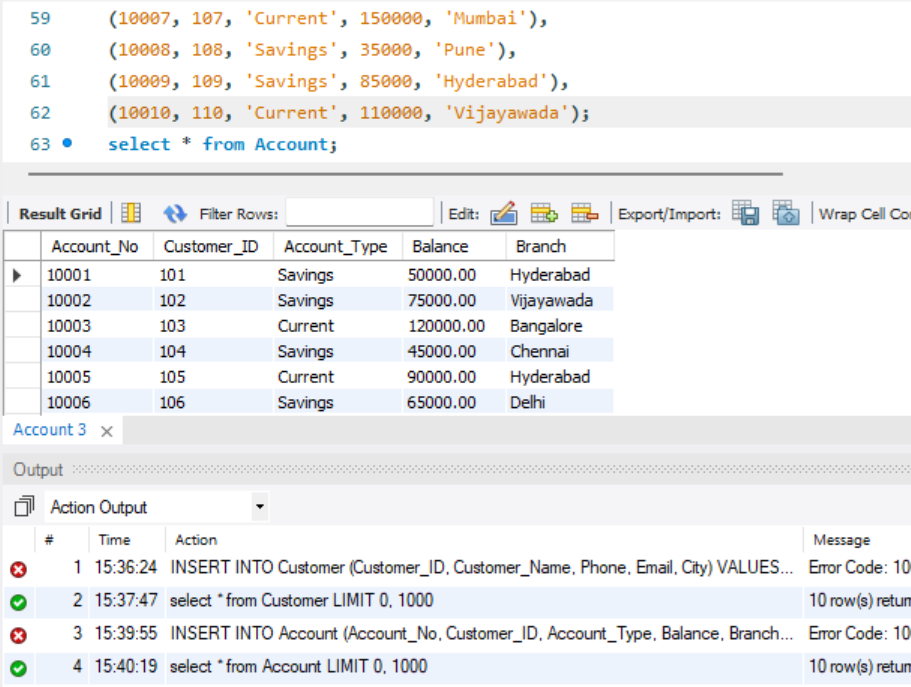 59 (10007, 107, 'Current', 150000, 'Mumbai'),
60 (10008, 108, 'Savings', 35000, 'Pune'),
61 (10009, 109, 'Savings', 85000, 'Hyderabad'),
62 (10010, 110, 'Current', 110000, 'Vijayawada');
63 select * from Account;
Result Grid Filter Rows: Edit: Export/Import: Wrap Cell Co
Account_No Customer_ID Account_Type Balance Branch
10001 101 Savings 50000.00 Hyderabad
10002 102 Savings 75000.00 Vijayawada
10003 103 Current 120000.00 Bangalore
10004 104 Savings 45000.00 Chennai
10005 105 Current 90000.00 Hyderabad
10006 106 Savings 65000.00 Delhi
Account 3
Output
Action Output
# Time Action Message
1 15:36:24 INSERT INTO Customer (Customer_ID, Customer_Name, Phone, Email, City) VALUES... Error Code: 10
2 15:37:47 select * from Customer LIMIT 0, 1000 10 row(s) return
3 15:39:55 INSERT INTO Account (Account_No, Customer_ID, Account_Type, Balance, Branch... Error Code: 10
4 15:40:19 select * from Account LIMIT 0, 1000 10 row(s) return